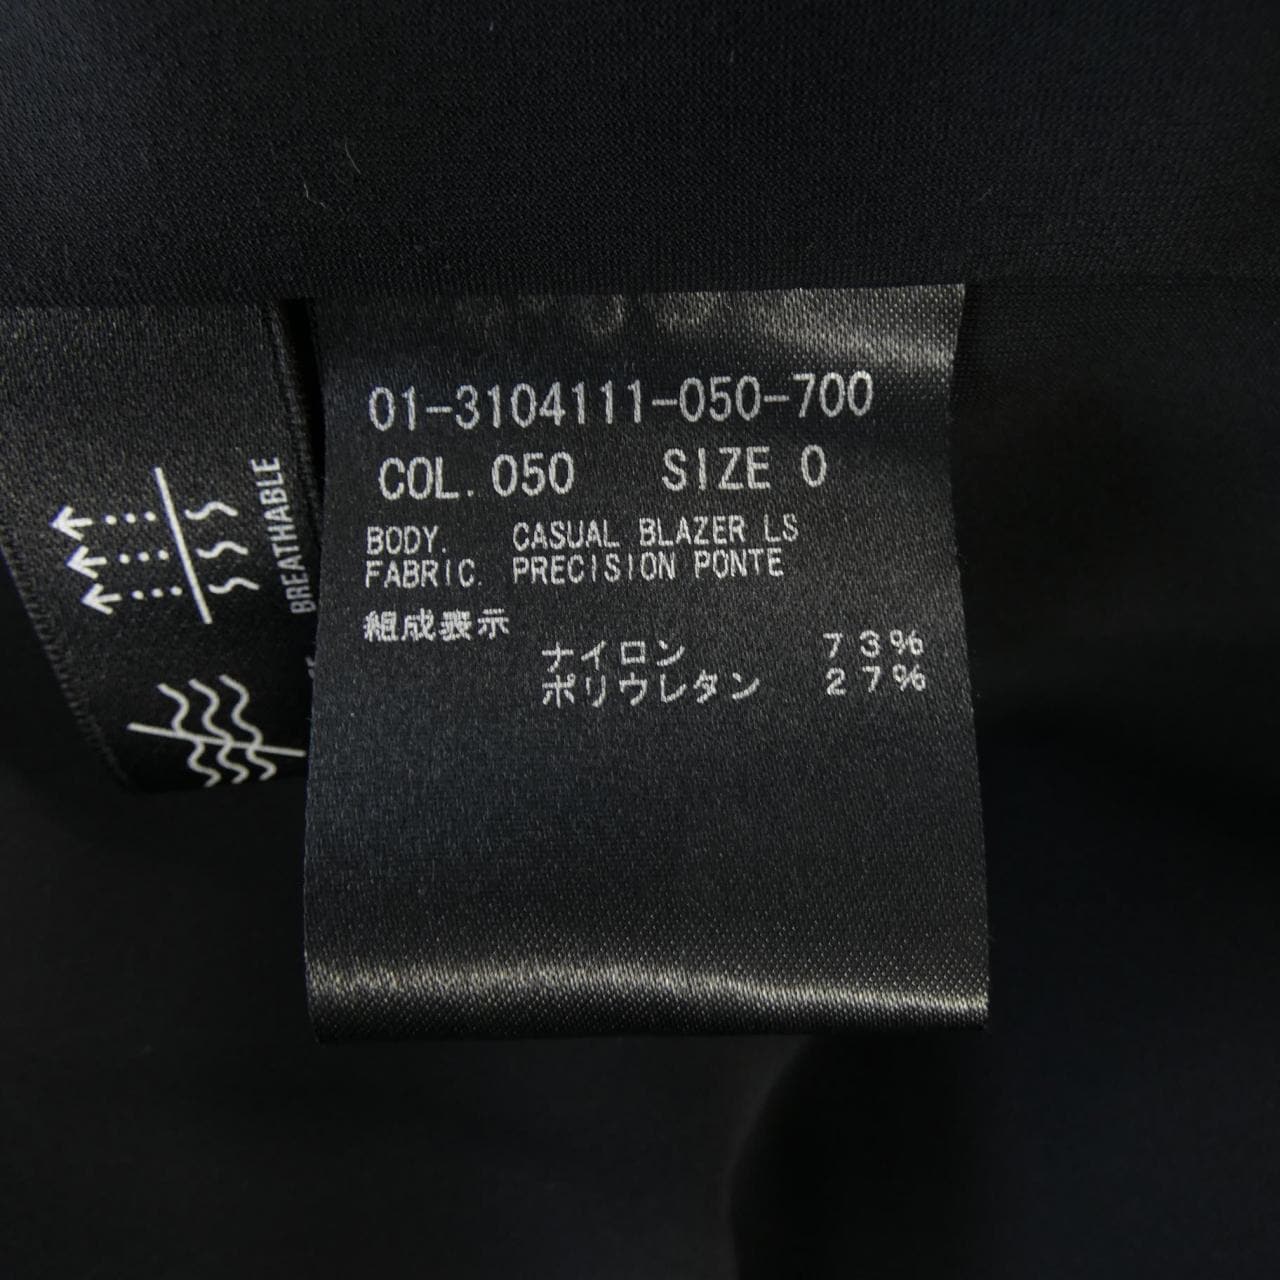 01-3104111-050-700
COL. 050 SIZE 0
BODY. CASUAL BLAZER LS
FABRIC. PRECISION PONTE
組成表示
ナイロン 73%
ポリウレタン 27%
BREATHABLE